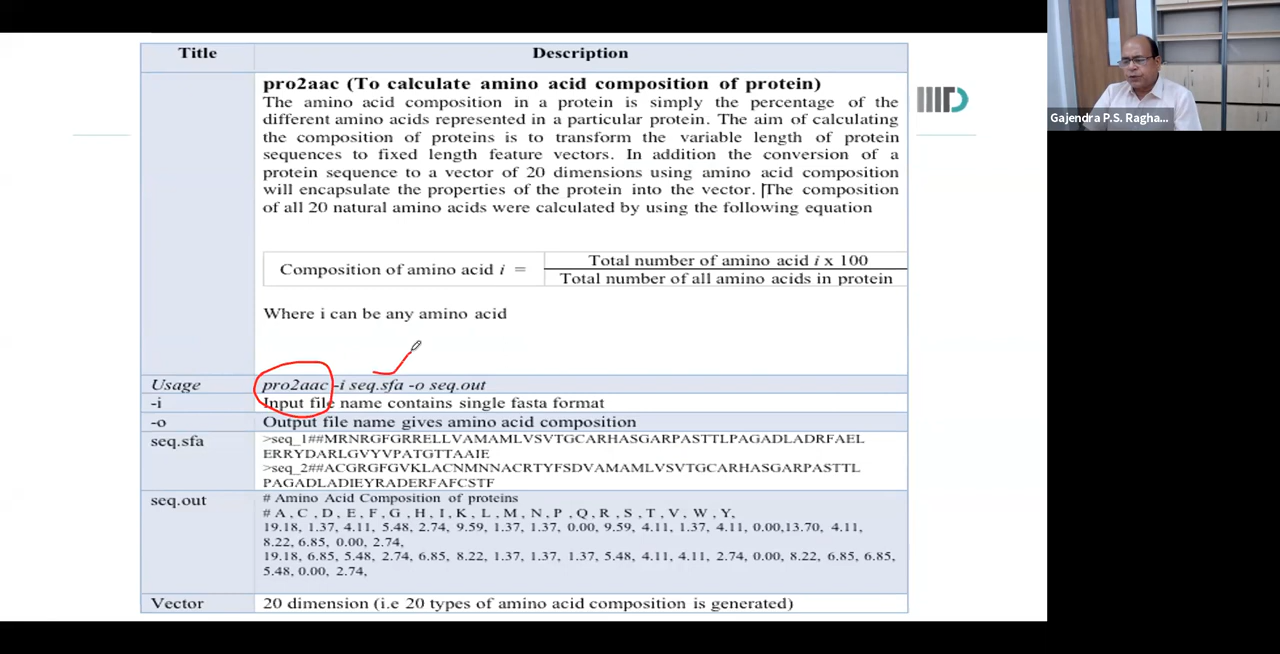 Title Description
pro2aac (To calculate amino acid composition of protein)
The amino acid composition in a protein is simply the percentage of the
different amino acids represented in a particular protein. The aim of calculating
the composition of proteins is to transform the variable length of protein
sequences to fixed length feature vectors. In addition the conversion of a
protein sequence to a vector of 20 dimensions using amino acid composition
will encapsulate the properties of the protein into the vector. The composition
of all 20 natural amino acids were calculated by using the following equation
Composition of amino acid i =
Total number of amino acid i x 100
Total number of all amino acids in protein
Where i can be any amino acid
Usage pro2aac -i seq.sfa -o seq.out
-i Input file name contains single fasta format
-o Output file name gives amino acid composition
seq.sfa >seq_1##MRNRGFGRRELLVAMAMLVSVTGCARHASGARPASTTLPAGADLADRFAEL
ERRYDARLGVYVPATGTTAAIE
>seq_2##ACGRGFGVKLACNMNNACRTYFSDVAMAMLVSVTGCARHASGARPASTTL
PAGADLADIEYRADERFAFCSTF
seq.out # Amino Acid Composition of proteins
# A, C , D, E, F, G , H, I, K, L, M , N, P , Q, R , S , T, V, W , Y,
19.18, 1.37, 4.11, 5.48, 2.74, 9.59, 1.37, 1.37, 0.00, 9.59, 4.11, 1.37, 4.11, 0.00,13.70, 4.11,
8.22, 6.85, 0.00, 2.74,
19.18, 6.85, 5.48, 2.74, 6.85, 8.22, 1.37, 1.37, 1.37, 5.48, 4.11, 4.11, 2.74, 0.00, 8.22, 6.85, 6.85,
5.48, 0.00, 2.74,
Vector 20 dimension (i.e 20 types of amino acid composition is generated)
Gajendra P.S. Ragha...